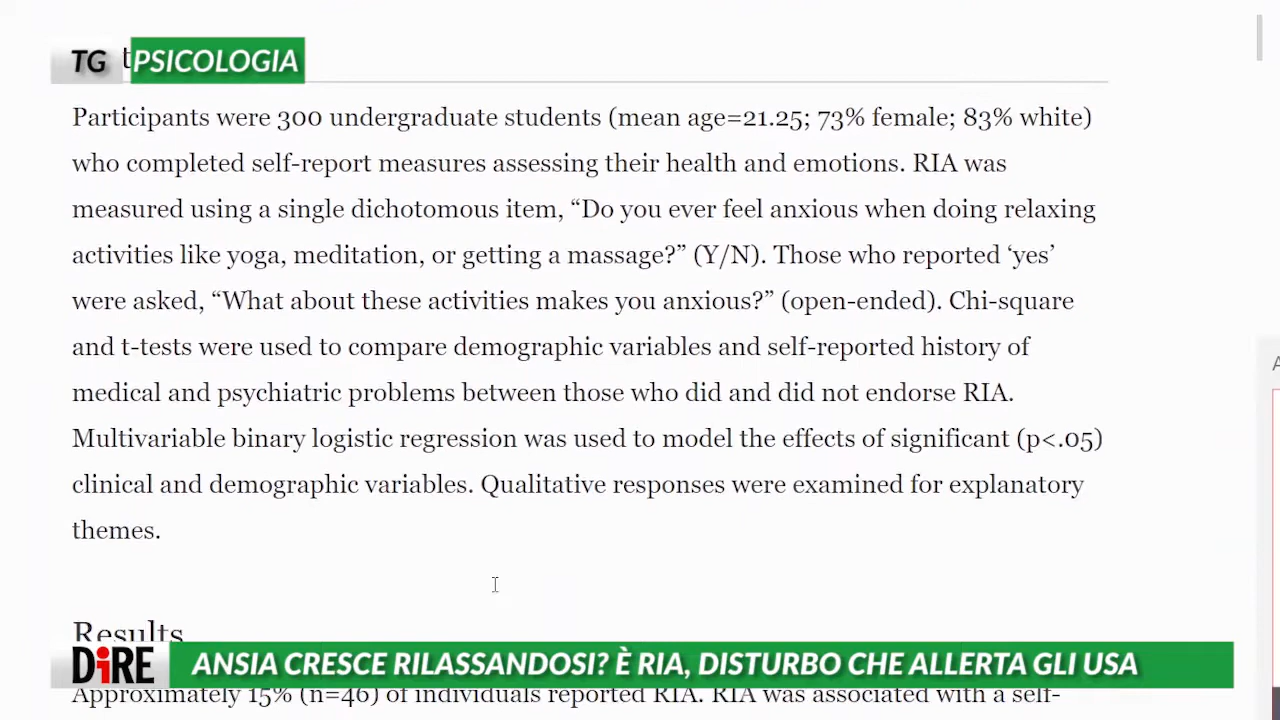 TG PSICOLOGIA
Participants were 300 undergraduate students (mean age=21.25; 73% female; 83% white)
who completed self-report measures assessing their health and emotions. RIA was
measured using a single dichotomous item, “Do you ever feel anxious when doing relaxing
activities like yoga, meditation, or getting a massage?” (Y/N). Those who reported ‘yes’
were asked, “What about these activities makes you anxious?” (open-ended). Chi-square
and t-tests were used to compare demographic variables and self-reported history of
medical and psychiatric problems between those who did and did not endorse RIA.
Multivariable binary logistic regression was used to model the effects of significant (p<.05)
clinical and demographic variables. Qualitative responses were examined for explanatory
themes.
Results
DiRE ANSIA CRESCE RILASSANDOSI? È RIA, DISTURBO CHE ALLERTA GLI USA
Approximately 15% (n=46) of individuals reported RIA. RIA was associated with a self-